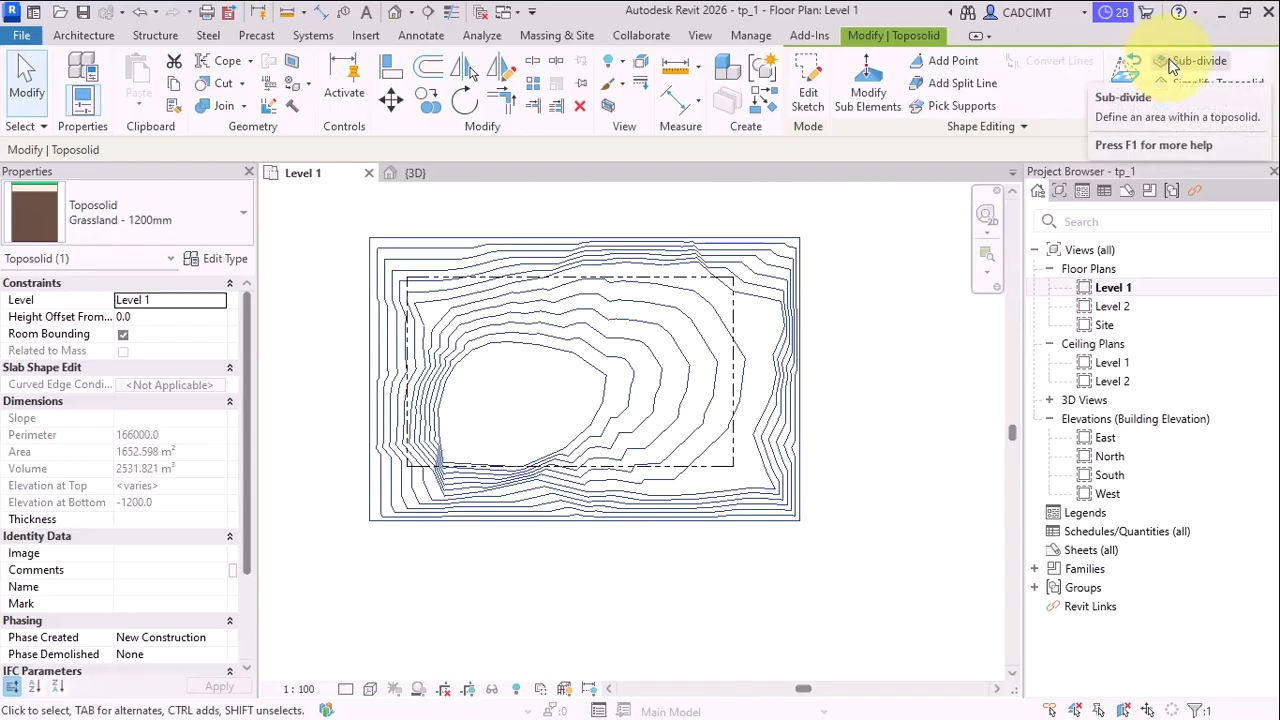 Autodesk Revit 2026 - tp_1 - Floor Plan: Level 1
CADCIMT
28
File
Architecture
Structure
Steel
Precast
Systems
Insert
Annotate
Analyze
Massing & Site
Collaborate
View
Manage
Add-Ins
Modify | Toposolid
Modify
Select
Properties
Paste
Clipboard
Cope
Cut
Join
Geometry
Activate
Controls
Modify
View
Measure
Create
Edit
Sketch
Mode
Modify
Sub Elements
Add Point
Add Split Line
Pick Supports
Convert Lines
Shape Editing
Sub-divide
Simplify Toposolid
Sub-divide
Define an area within a toposolid.
Press F1 for more help
Modify | Toposolid
Properties
Toposolid
Grassland - 1200mm
Toposolid (1)
Edit Type
Constraints
Level Level 1
Height Offset From... 0.0
Room Bounding
Related to Mass
Slab Shape Edit
Curved Edge Condi... <Not Applicable>
Dimensions
Slope
Perimeter 166000.0
Area 1652.598 m²
Volume 2531.821 m³
Elevation at Top <varies>
Elevation at Bottom -1200.0
Thickness
Identity Data
Image
Comments
Name
Mark
Phasing
Phase Created New Construction
Phase Demolished None
IFC Parameters
Apply
Level 1
{3D}
2D
1 : 100
Project Browser - tp_1
Search
Views (all)
Floor Plans
Level 1
Level 2
Site
Ceiling Plans
Level 1
Level 2
3D Views
Elevations (Building Elevation)
East
North
South
West
Legends
Schedules/Quantities (all)
Sheets (all)
Families
Groups
Revit Links
Click to select, TAB for alternates, CTRL adds, SHIFT unselects.
:0
Main Model
:1